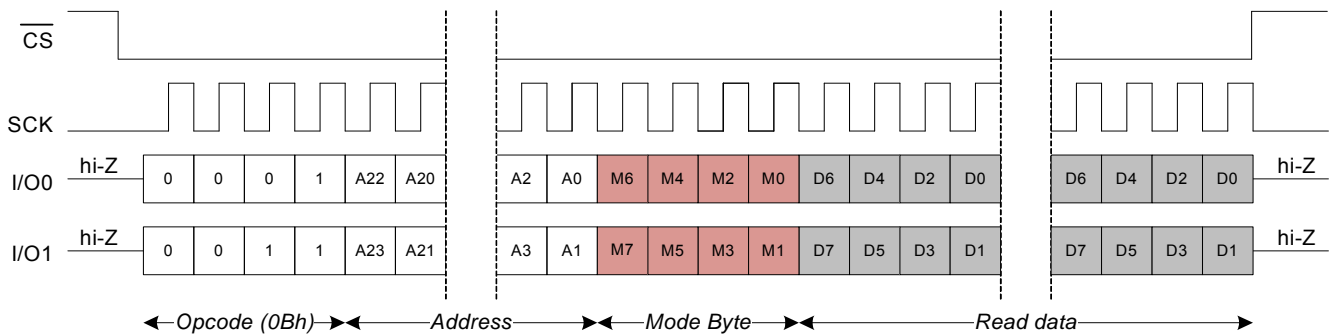 CS
SCK
I/O0 hi-Z 0 0 0 1 A22 A20 A2 A0 M6 M4 M2 M0 D6 D4 D2 D0 D6 D4 D2 D0 hi-Z
I/O1 hi-Z 0 0 1 1 A23 A21 A3 A1 M7 M5 M3 M1 D7 D5 D3 D1 D7 D5 D3 D1 hi-Z
Opcode (0Bh) Address Mode Byte Read data